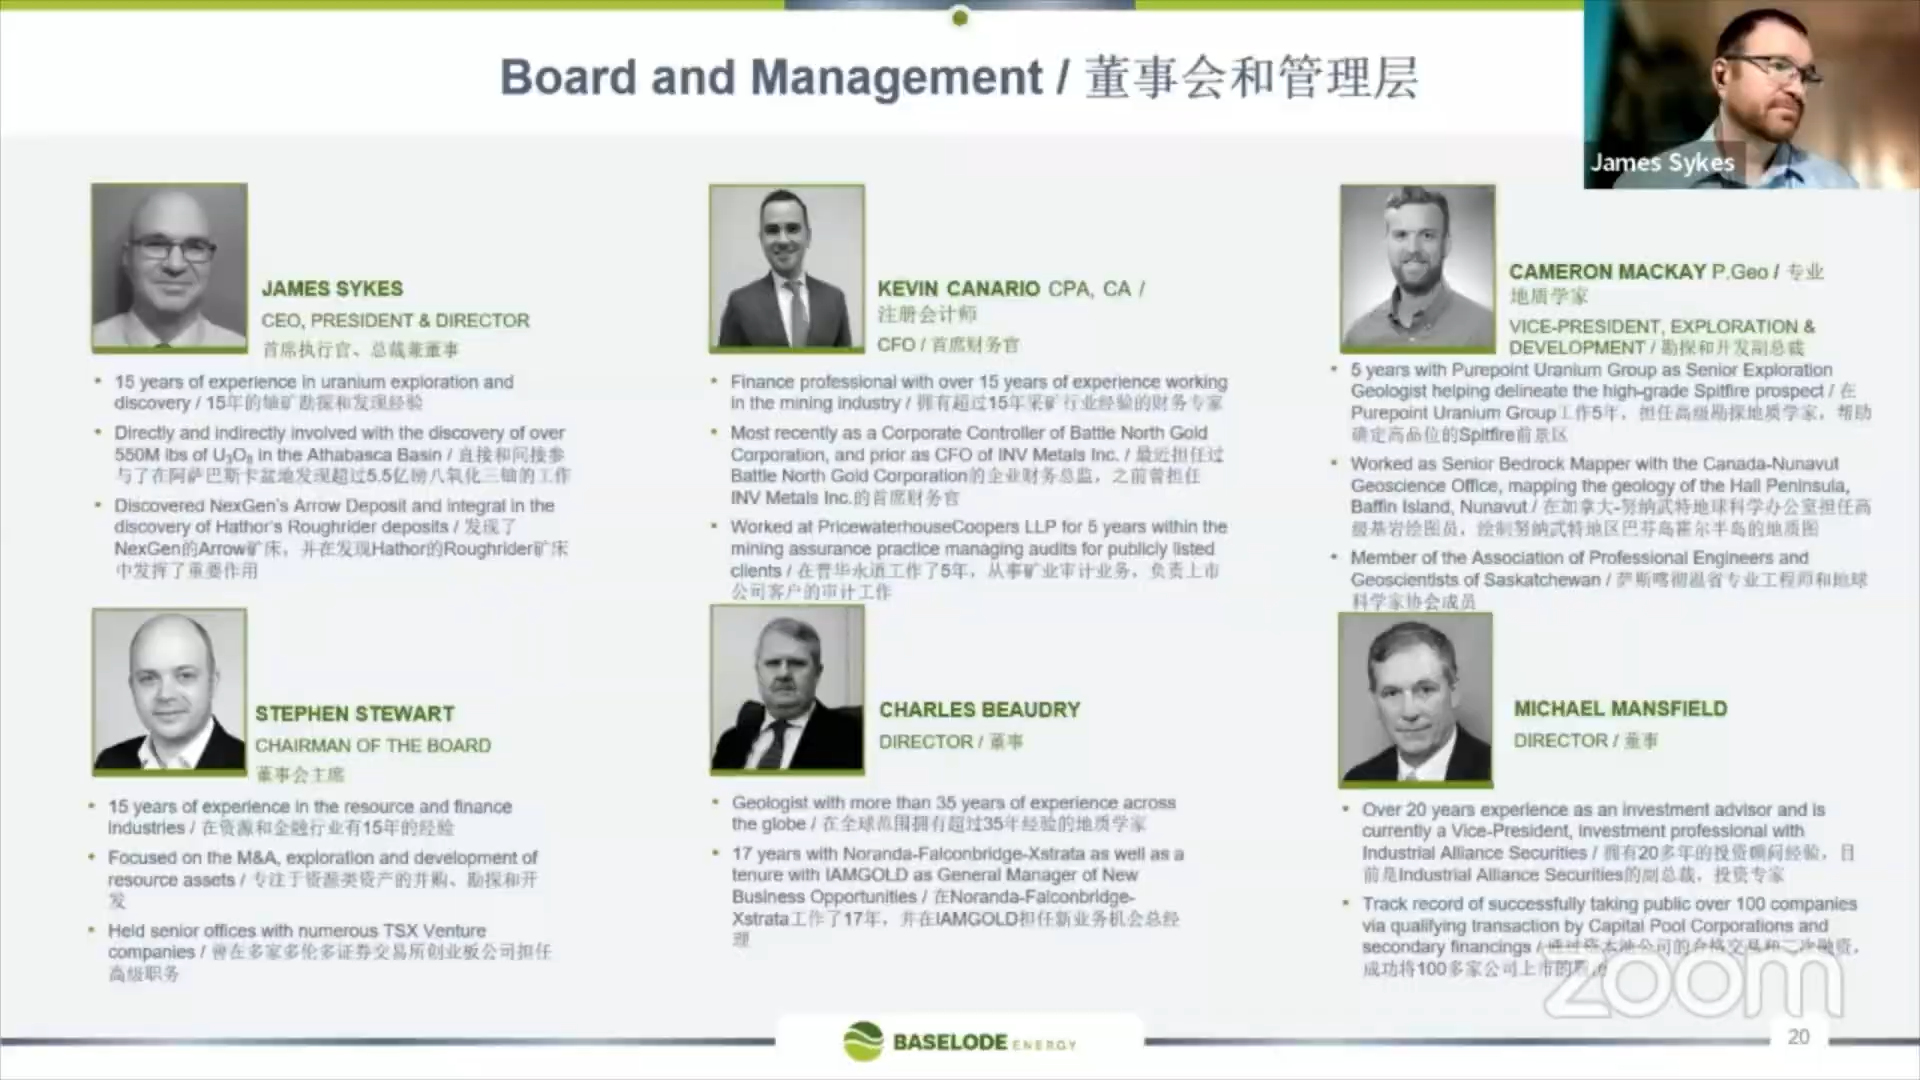 Board and Management / 董事会和管理层
James Sykes
JAMES SYKES
CEO, PRESIDENT & DIRECTOR
首席执行官、总裁兼董事
• 15 years of experience in uranium exploration and
discovery / 15年的铀矿勘探和发现经验
• Directly and indirectly involved with the discovery of over
550M lbs of U₃O₈ in the Athabasca Basin / 直接和间接参
与了在阿萨巴斯卡盆地发现超过5.5亿磅八氧化三铀的工作
• Discovered NexGen's Arrow Deposit and integral in the
discovery of Hathor's Roughrider deposits / 发现了
NexGen的Arrow矿床，并在发现Hathor的Roughrider矿床
中发挥了重要作用
KEVIN CANARIO CPA, CA /
注册会计师
CFO / 首席财务官
• Finance professional with over 15 years of experience working
in the mining industry / 拥有超过15年采矿行业经验的财务专家
• Most recently as a Corporate Controller of Battle North Gold
Corporation, and prior as CFO of INV Metals Inc. / 最近担任过
Battle North Gold Corporation的企业财务总监，之前曾担任
INV Metals Inc.的首席财务官
• Worked at PricewaterhouseCoopers LLP for 5 years within the
mining assurance practice managing audits for publicly listed
clients / 在普华永道工作了5年，从事矿业审计业务，负责上市
公司客户的审计工作
CAMERON MACKAY P.Geo / 专业
地质学家
VICE-PRESIDENT, EXPLORATION &
DEVELOPMENT / 勘探和开发副总裁
• 5 years with Purepoint Uranium Group as Senior Exploration
Geologist helping delineate the high-grade Spitfire prospect / 在
Purepoint Uranium Group工作5年，担任高级勘探地质学家，帮助
确定高品位的Spitfire前景区
• Worked as Senior Bedrock Mapper with the Canada-Nunavut
Geoscience Office, mapping the geology of the Hall Peninsula,
Baffin Island, Nunavut / 在加拿大-努纳武特地球科学办公室担任高
级基岩绘图员，绘制努纳武特地区巴芬岛霍尔半岛的地质图
• Member of the Association of Professional Engineers and
Geoscientists of Saskatchewan / 萨斯喀彻温省专业工程师和地球
科学家协会成员
STEPHEN STEWART
CHAIRMAN OF THE BOARD
董事会主席
• 15 years of experience in the resource and finance
industries / 在资源和金融行业有15年的经验
• Focused on the M&A, exploration and development of
resource assets / 专注于资源类资产的并购、勘探和开
发
• Held senior offices with numerous TSX Venture
companies / 曾在多家多伦多证券交易所创业板公司担任
高级职务
CHARLES BEAUDRY
DIRECTOR / 董事
• Geologist with more than 35 years of experience across
the globe / 在全球范围拥有超过35年经验的地质学家
• 17 years with Noranda-Falconbridge-Xstrata as well as a
tenure with IAMGOLD as General Manager of New
Business Opportunities / 在Noranda-Falconbridge-
Xstrata工作了17年，并在IAMGOLD担任新业务机会总经
理
MICHAEL MANSFIELD
DIRECTOR / 董事
• Over 20 years experience as an investment advisor and is
currently a Vice-President, investment professional with
Industrial Alliance Securities / 拥有20多年的投资顾问经验，目
前是Industrial Alliance Securities的副总裁，投资专家
• Track record of successfully taking public over 100 companies
via qualifying transaction by Capital Pool Corporations and
secondary financings / 通过资本池公司的合格交易和二次融资，
成功将100多家公司上市的
zoom
BASELODE ENERGY
20